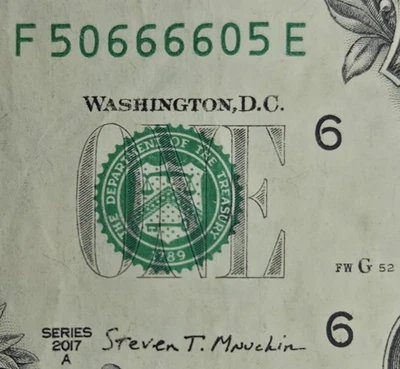 F 50666605 E
WASHINGTON, D.C.
6
ONE
THE DEPARTMENT OF THE TREASURY
1789
FW G 52
SERIES
2017
A
Steven T. Mnuchin
6